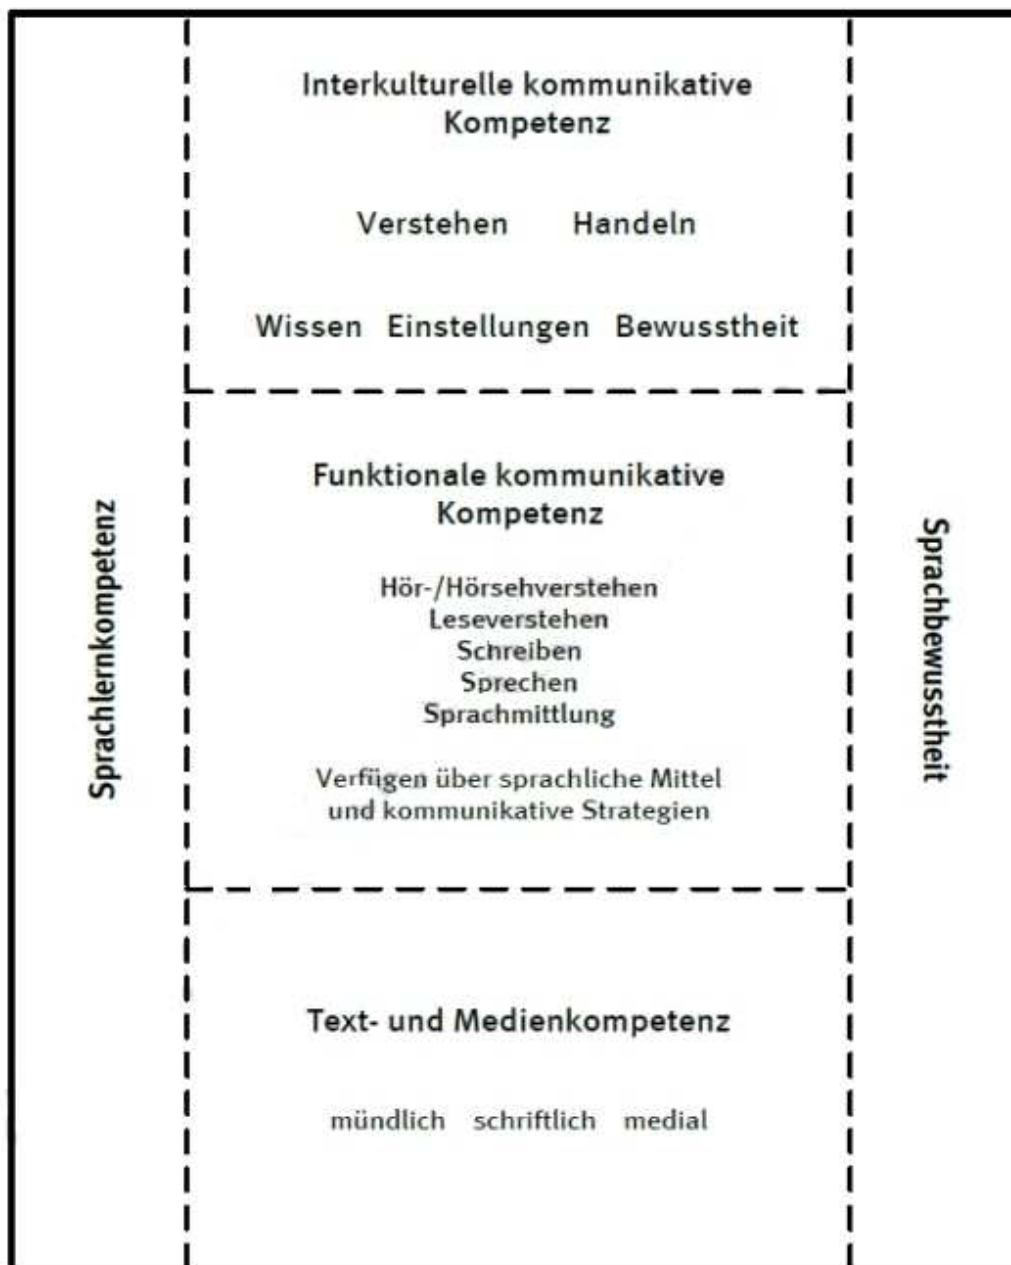 Interkulturelle kommunikative
Kompetenz
Verstehen Handeln
Wissen Einstellungen Bewusstheit
Sprachlernkompetenz
Funktionale kommunikative
Kompetenz
Hör-/Hörsehverstehen
Leseverstehen
Schreiben
Sprechen
Sprachmittlung
Verfügen über sprachliche Mittel
und kommunikative Strategien
Sprachbewusstheit
Text- und Medienkompetenz
mündlich schriftlich medial